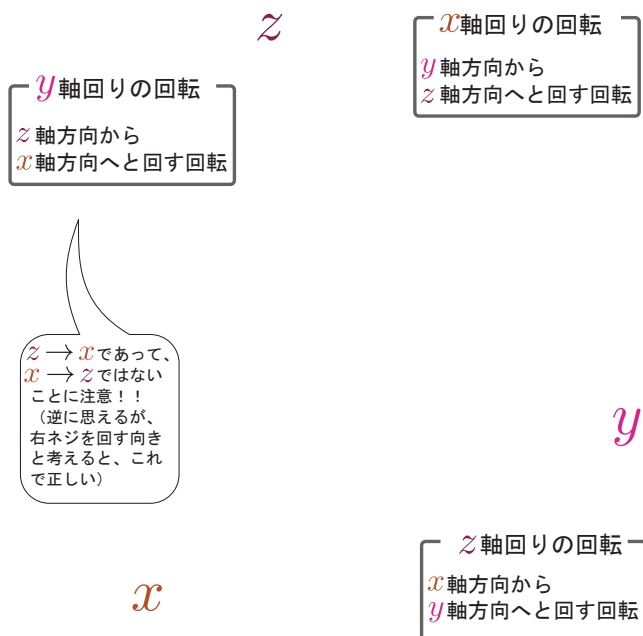 z
x軸回りの回転
y軸方向から
z軸方向へと回す回転
y軸回りの回転
z軸方向から
x軸方向へと回す回転
z→xであって、
x→zではない
ことに注意！！
（逆に思えるが、
右ネジを回す向き
と考えると、これ
で正しい）
y
x
z軸回りの回転
x軸方向から
y軸方向へと回す回転